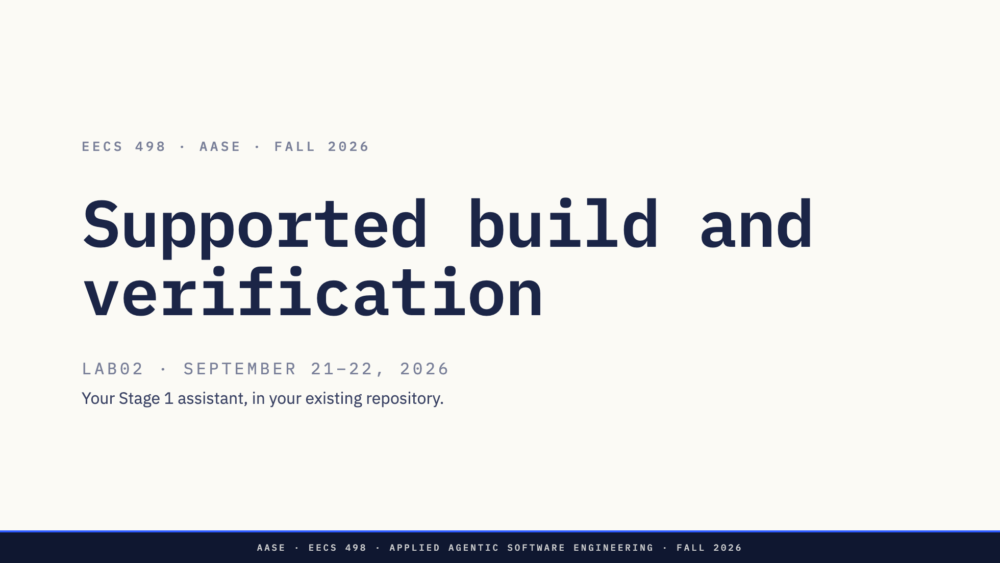 EECS 498 · AASE · FALL 2026
Supported build and
verification
LAB02 · SEPTEMBER 21–22, 2026
Your Stage 1 assistant, in your existing repository.
AASE · EECS 498 · APPLIED AGENTIC SOFTWARE ENGINEERING · FALL 2026